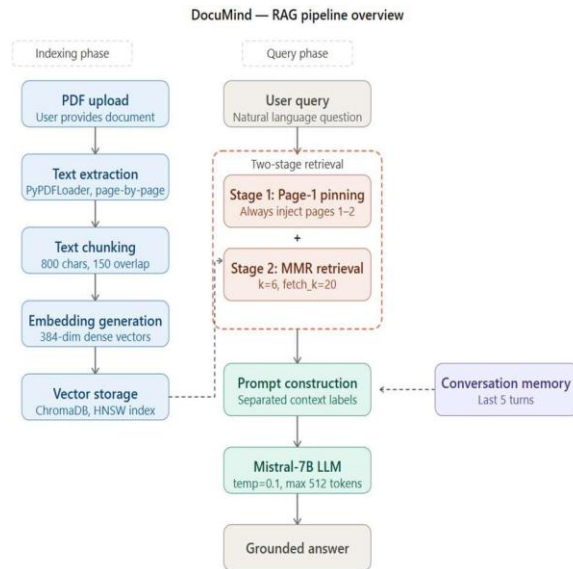 DocuMind — RAG pipeline overview
Indexing phase
PDF upload
User provides document
Text extraction
PyPDFLoader, page-by-page
Text chunking
800 chars, 150 overlap
Embedding generation
384-dim dense vectors
Vector storage
ChromaDB, HNSW index
Query phase
User query
Natural language question
Two-stage retrieval
Stage 1: Page-1 pinning
Always inject pages 1–2
+
Stage 2: MMR retrieval
k=6, fetch_k=20
Prompt construction
Separated context labels
Conversation memory
Last 5 turns
Mistral-7B LLM
temp=0.1, max 512 tokens
Grounded answer